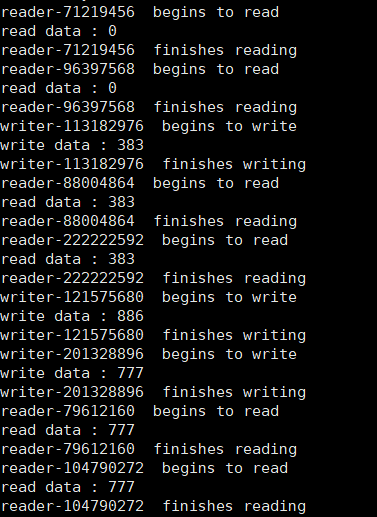 reader-71219456  begins to read
read data : 0
reader-71219456  finishes reading
reader-96397568  begins to read
read data : 0
reader-96397568  finishes reading
writer-113182976  begins to write
write data : 383
writer-113182976  finishes writing
reader-88004864  begins to read
read data : 383
reader-88004864  finishes reading
reader-222222592  begins to read
read data : 383
reader-222222592  finishes reading
writer-121575680  begins to write
write data : 886
writer-121575680  finishes writing
writer-201328896  begins to write
write data : 777
writer-201328896  finishes writing
reader-79612160  begins to read
read data : 777
reader-79612160  finishes reading
reader-104790272  begins to read
read data : 777
reader-104790272  finishes reading